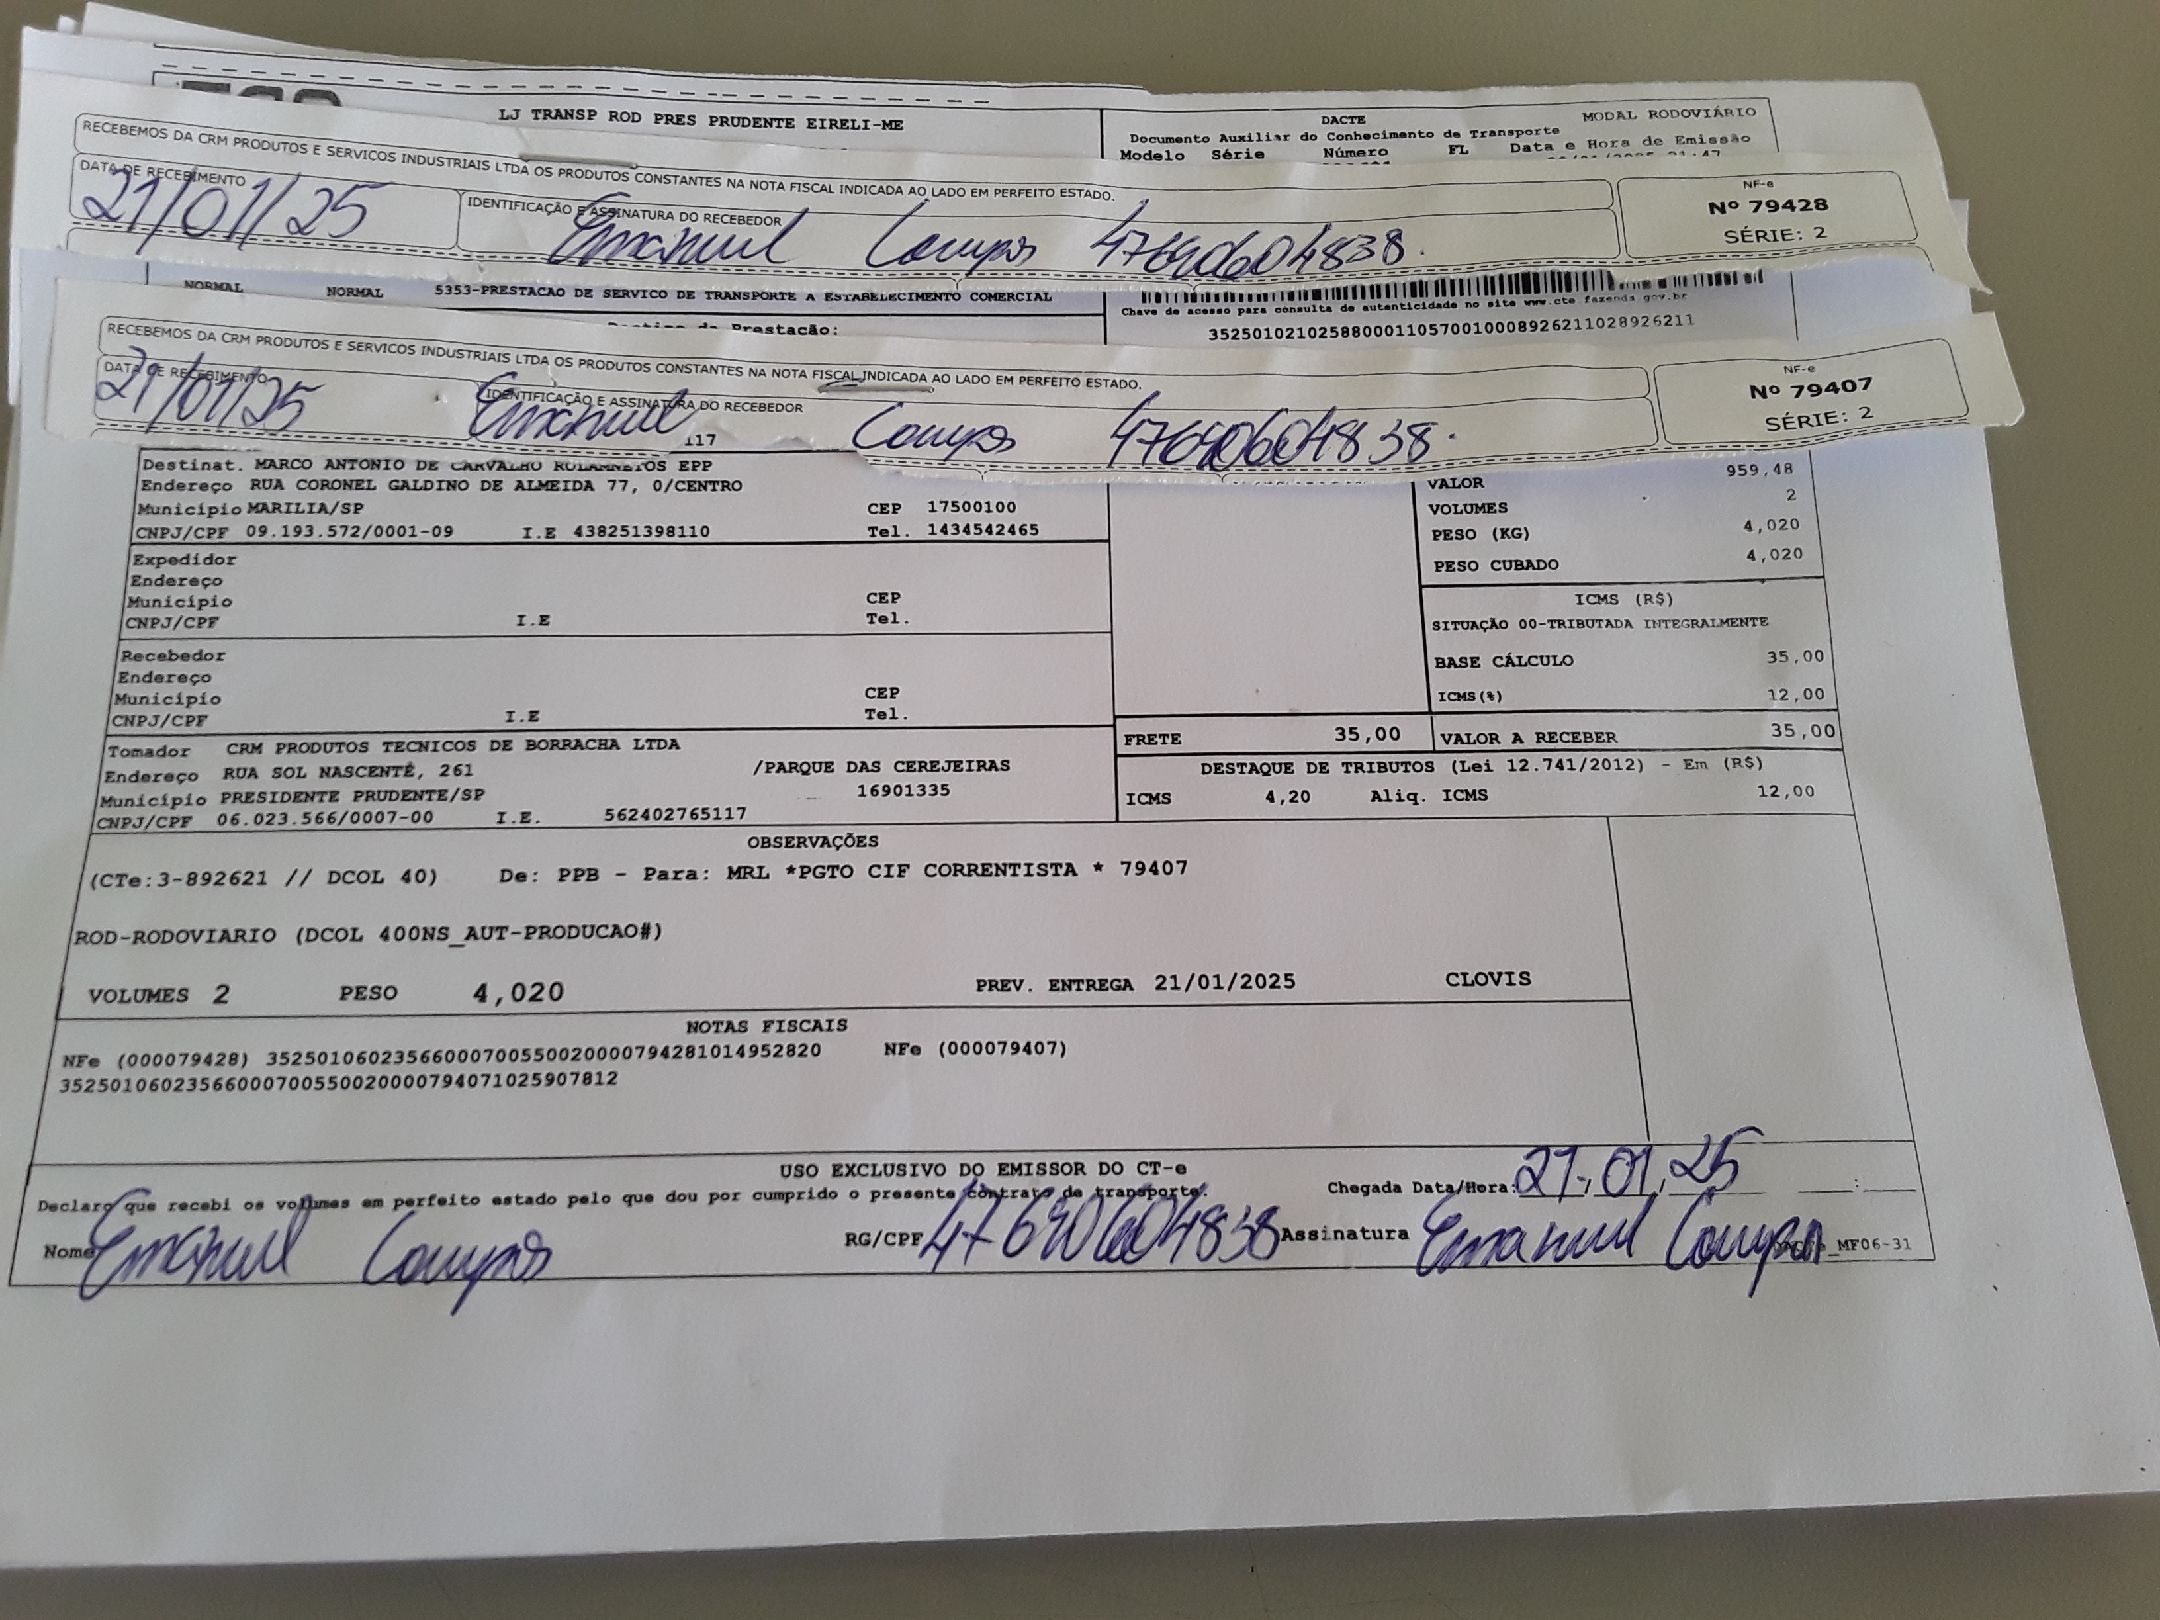 LJ TRANSP ROD PRES PRUDENTE EIRELI-ME
DACTE
MODAL RODOVIÁRIO
Documento Auxiliar do Conhecimento de Transporte
Modelo Série Número FL Data e Hora de Emissão
RECEBEMOS DA CRM PRODUTOS E SERVICOS INDUSTRIAIS LTDA OS PRODUTOS CONSTANTES NA NOTA FISCAL INDICADA AO LADO EM PERFEITO ESTADO.
DATA DE RECEBIMENTO
21/01/25
IDENTIFICAÇÃO E ASSINATURA DO RECEBEDOR
Emanuel Campos 47690604838.
NF-e
Nº 79428
SÉRIE: 2
NORMAL NORMAL 5353-PRESTACAO DE SERVICO DE TRANSPORTE A ESTABELECIMENTO COMERCIAL
Chave de acesso para consulta de autenticidade no site www.cte fazenda gov.br
35250102102588000110570010008926211028926211
Prestação:
RECEBEMOS DA CRM PRODUTOS E SERVICOS INDUSTRIAIS LTDA OS PRODUTOS CONSTANTES NA NOTA FISCAL INDICADA AO LADO EM PERFEITO ESTADO.
DATA DE RECEBIMENTO
21/01/25
IDENTIFICAÇÃO E ASSINATURA DO RECEBEDOR
Emanuel Campos 47690604838.
NF-e
Nº 79407
SÉRIE: 2
117
Destinat. MARCO ANTONIO DE CARVALHO ROLAMNETOS EPP
Endereço RUA CORONEL GALDINO DE ALMEIDA 77, 0/CENTRO
Município MARILIA/SP CEP 17500100
CNPJ/CPF 09.193.572/0001-09 I.E 438251398110 Tel. 1434542465
VALOR 959,48
VOLUMES 2
PESO (KG) 4,020
PESO CUBADO 4,020
Expedidor
Endereço
Município CEP
CNPJ/CPF I.E Tel.
ICMS (R$)
SITUAÇÃO 00-TRIBUTADA INTEGRALMENTE
BASE CÁLCULO 35,00
ICMS(%) 12,00
Recebedor
Endereço
Município CEP
CNPJ/CPF I.E Tel.
FRETE 35,00 VALOR A RECEBER 35,00
Tomador CRM PRODUTOS TECNICOS DE BORRACHA LTDA
Endereço RUA SOL NASCENTE, 261 /PARQUE DAS CEREJEIRAS
Município PRESIDENTE PRUDENTE/SP 16901335
CNPJ/CPF 06.023.566/0007-00 I.E. 562402765117
DESTAQUE DE TRIBUTOS (Lei 12.741/2012) - Em (R$)
ICMS 4,20 Aliq. ICMS 12,00
OBSERVAÇÕES
(CTe:3-892621 // DCOL 40) De: PPB - Para: MRL *PGTO CIF CORRENTISTA * 79407
ROD-RODOVIARIO (DCOL 400NS_AUT-PRODUCAO#)
VOLUMES 2 PESO 4,020 PREV. ENTREGA 21/01/2025 CLOVIS
NOTAS FISCAIS
NFe (000079428) 35250106023566000700550020000794281014952820 NFe (000079407)
35250106023566000700550020000794071025907812
USO EXCLUSIVO DO EMISSOR DO CT-e
Declaro que recebi os volumes em perfeito estado pelo que dou por cumprido o presente contrato de transporte.
Chegada Data/Hora: 21/01/25 :
Nome Emanuel Campos RG/CPF 47690604838 Assinatura Emanuel Campos
_MF06-31